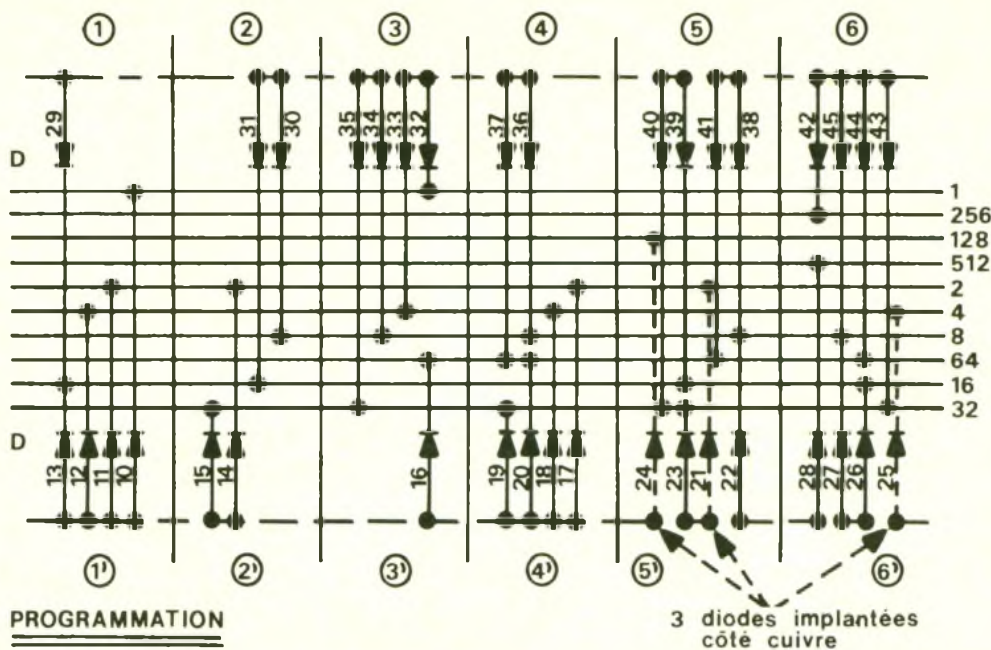 ① ② ③ ④ ⑤ ⑥
29 31 30 35 34 33 32 37 36 40 39 41 38 42 45 44 43
D
1
256
128
512
2
4
8
64
16
32
D
13 12 11 10 15 14 16 19 20 18 17 24 23 21 22 28 27 26 25
①' ②' ③' ④' ⑤' ⑥'
PROGRAMMATION
3 diodes implantées
côté cuivre